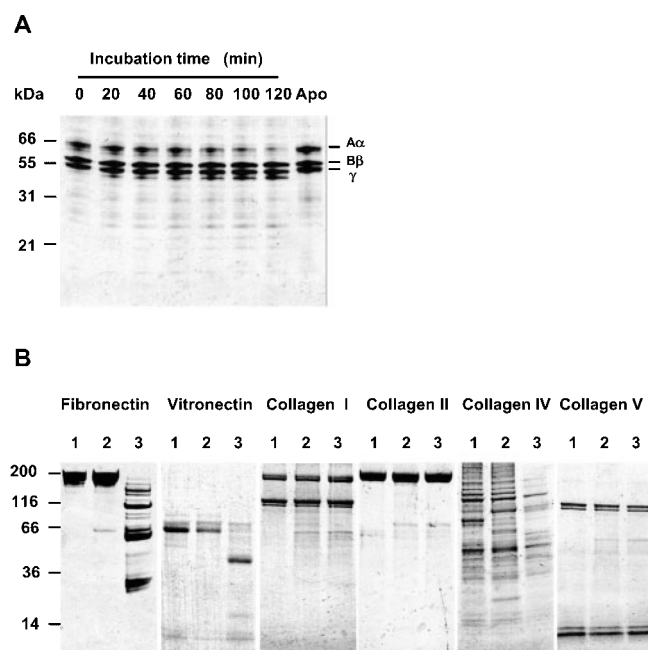 A
Incubation time (min)
kDa 0 20 40 60 80 100 120 Apo
66 Aα
55 Bβ
γ
31
21
B
Fibronectin Vitronectin Collagen I Collagen II Collagen IV Collagen V
1 2 3 1 2 3 1 2 3 1 2 3 1 2 3 1 2 3
200
116
66
36
14